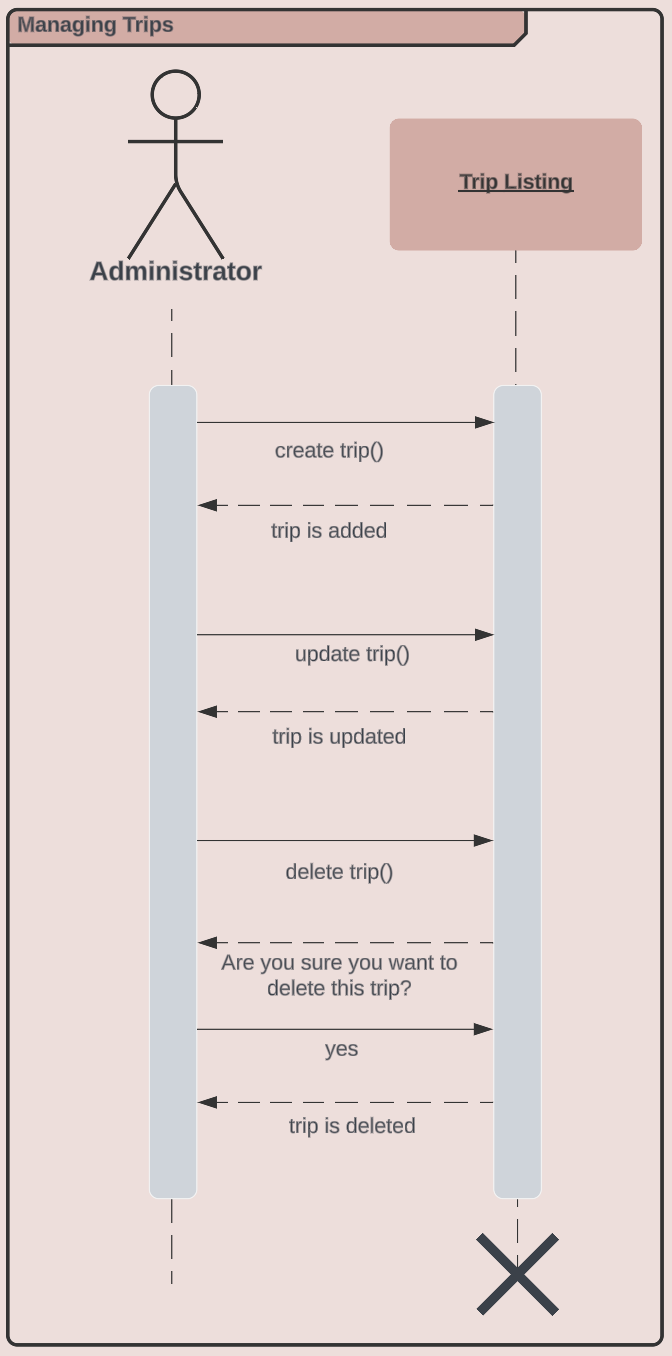 Managing Trips
Trip Listing
Administrator
create trip()
trip is added
update trip()
trip is updated
delete trip()
Are you sure you want to
delete this trip?
yes
trip is deleted